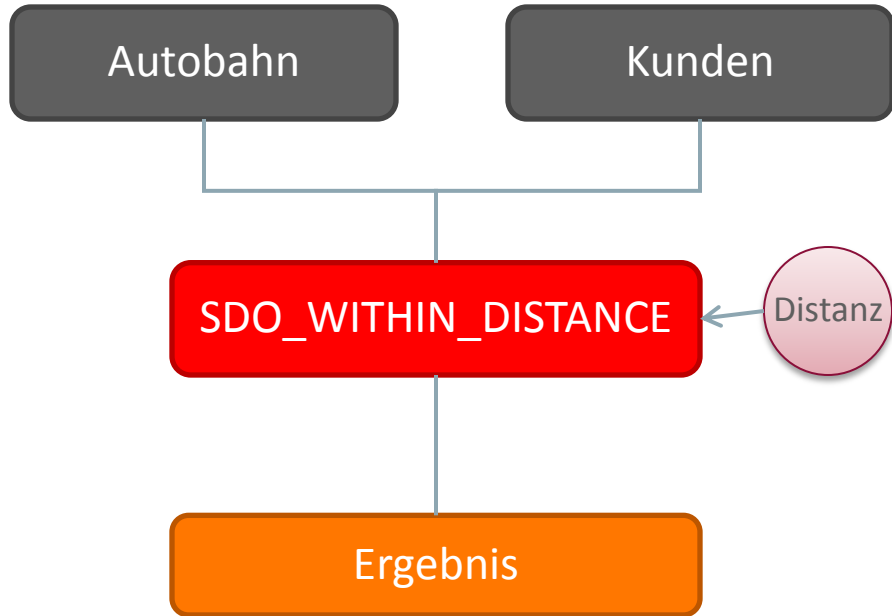 Autobahn
Kunden
SDO_WITHIN_DISTANCE
Distanz
Ergebnis